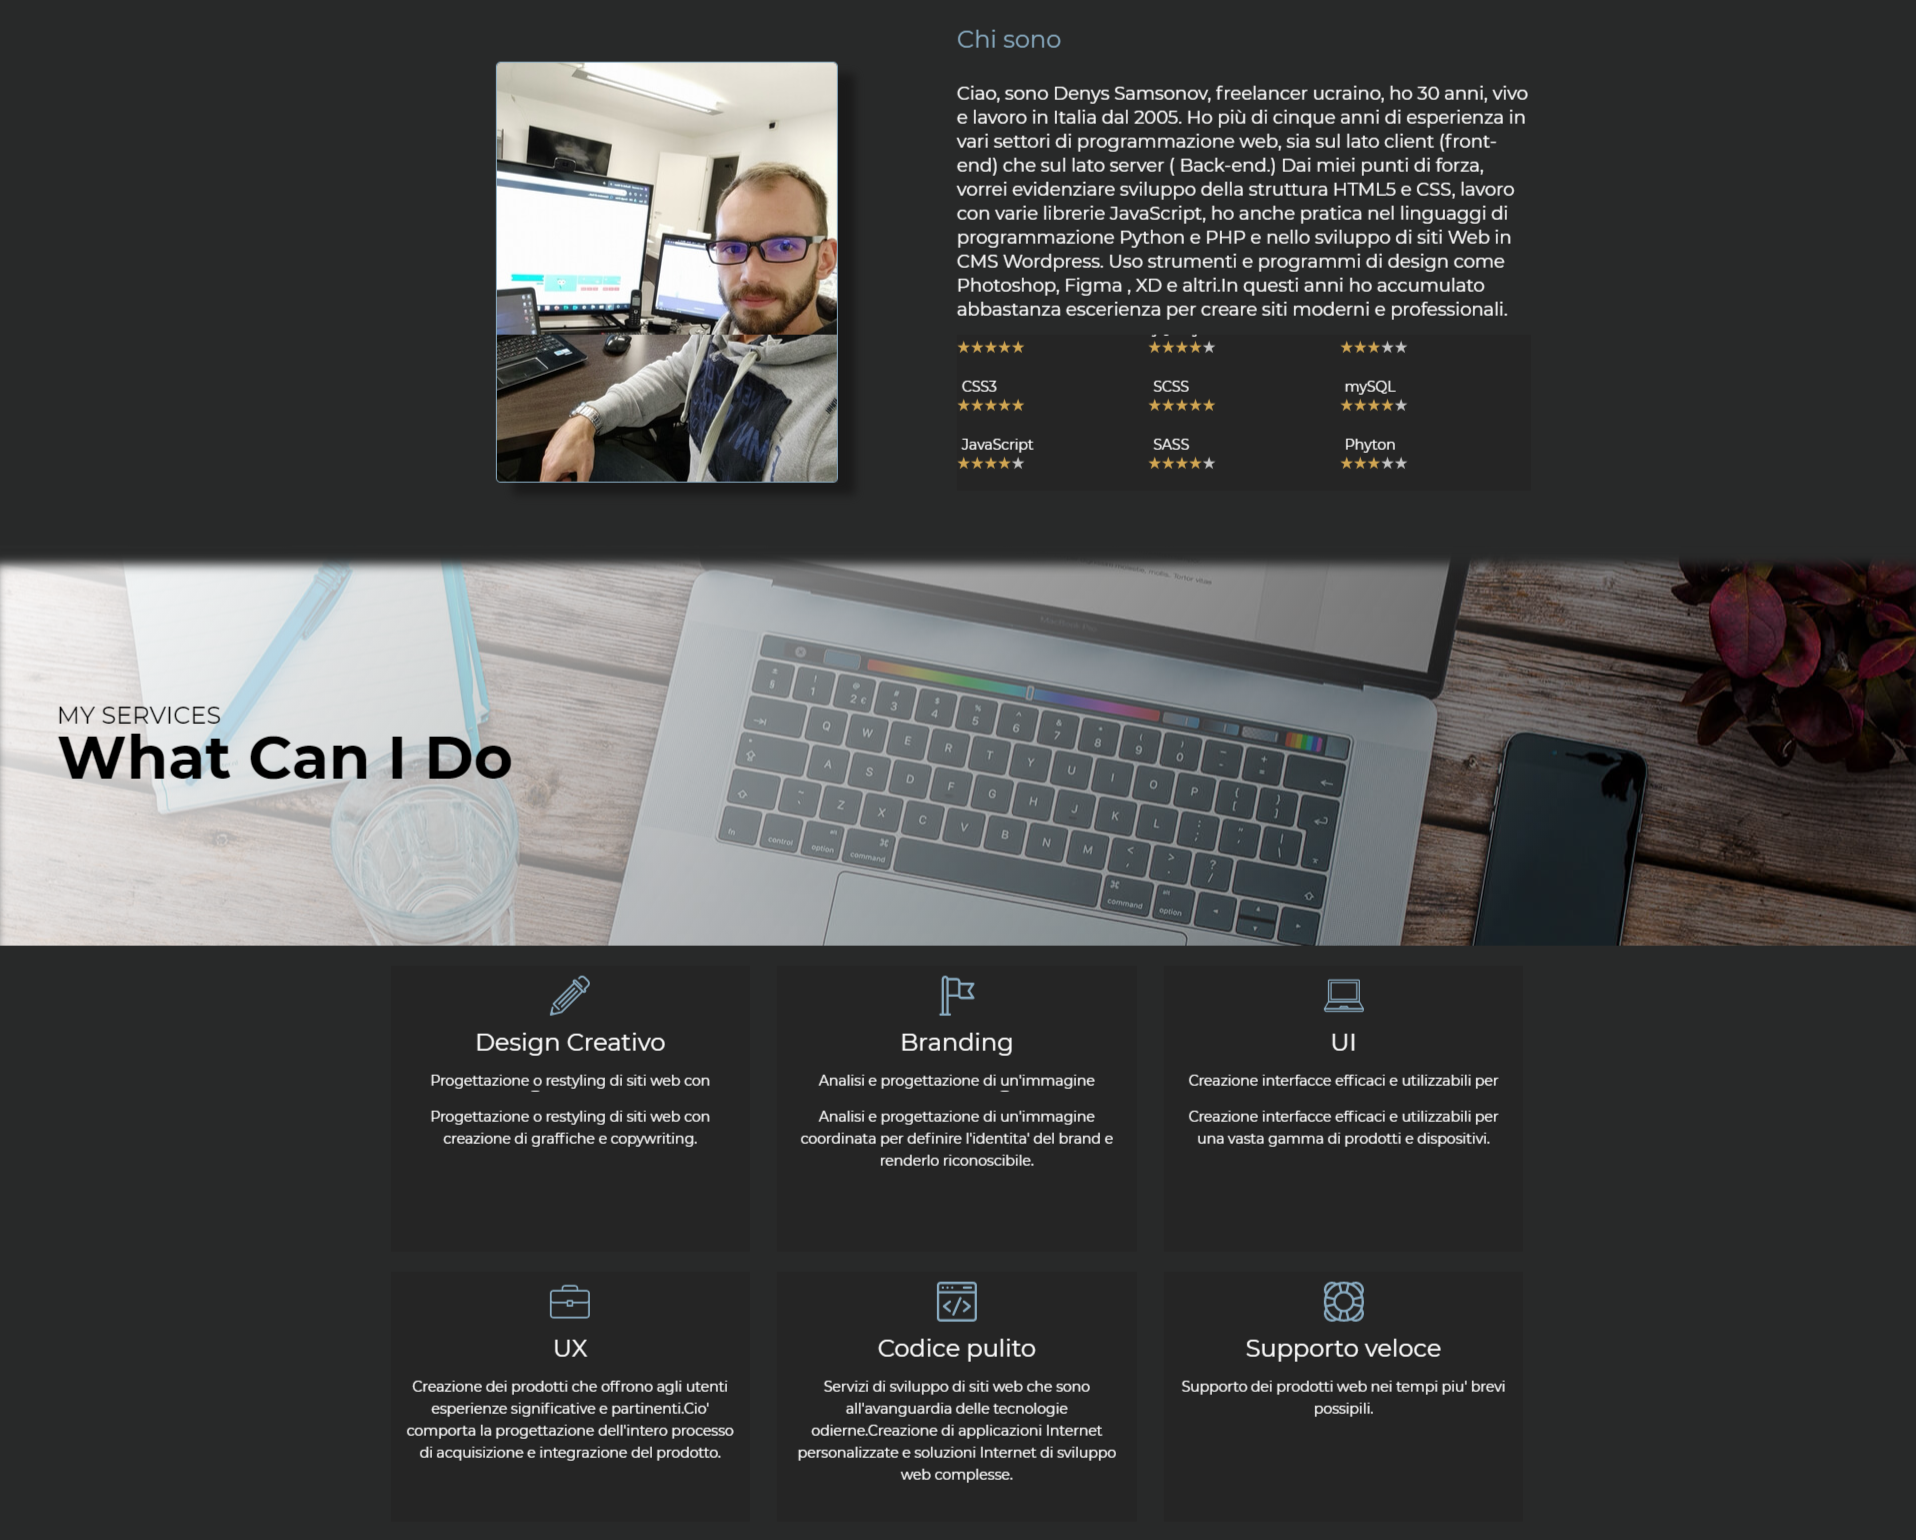 Chi sono
Ciao, sono Denys Samsonov, freelancer ucraino, ho 30 anni, vivo
e lavoro in Italia dal 2005. Ho più di cinque anni di esperienza in
vari settori di programmazione web, sia sul lato client (front-
end) che sul lato server ( Back-end.) Dai miei punti di forza,
vorrei evidenziare sviluppo della struttura HTML5 e CSS, lavoro
con varie librerie JavaScript, ho anche pratica nel linguaggi di
programmazione Python e PHP e nello sviluppo di siti Web in
CMS Wordpress. Uso strumenti e programmi di design come
Photoshop, Figma , XD e altri.In questi anni ho accumulato
abbastanza escerienza per creare siti moderni e professionali.
★★★★★ ★★★★★ ★★★★★
CSS3 SCSS mySQL
★★★★★ ★★★★★ ★★★★★
JavaScript SASS Phyton
★★★★★ ★★★★★ ★★★★★
MY SERVICES
What Can I Do
MacBook Pro
Q W E R T Y U I O P
A S D F G H J K L
Z X C V B N M
fn control option command command option
Design Creativo
Progettazione o restyling di siti web con
Progettazione o restyling di siti web con
creazione di graffiche e copywriting.
Branding
Analisi e progettazione di un'immagine
Analisi e progettazione di un'immagine
coordinata per definire l'identita' del brand e
renderlo riconoscibile.
UI
Creazione interfacce efficaci e utilizzabili per
Creazione interfacce efficaci e utilizzabili per
una vasta gamma di prodotti e dispositivi.
UX
Creazione dei prodotti che offrono agli utenti
esperienze significative e partinenti.Cio'
comporta la progettazione dell'intero processo
di acquisizione e integrazione del prodotto.
Codice pulito
Servizi di sviluppo di siti web che sono
all'avanguardia delle tecnologie
odierne.Creazione di applicazioni Internet
personalizzate e soluzioni Internet di sviluppo
web complesse.
Supporto veloce
Supporto dei prodotti web nei tempi piu' brevi
possipili.